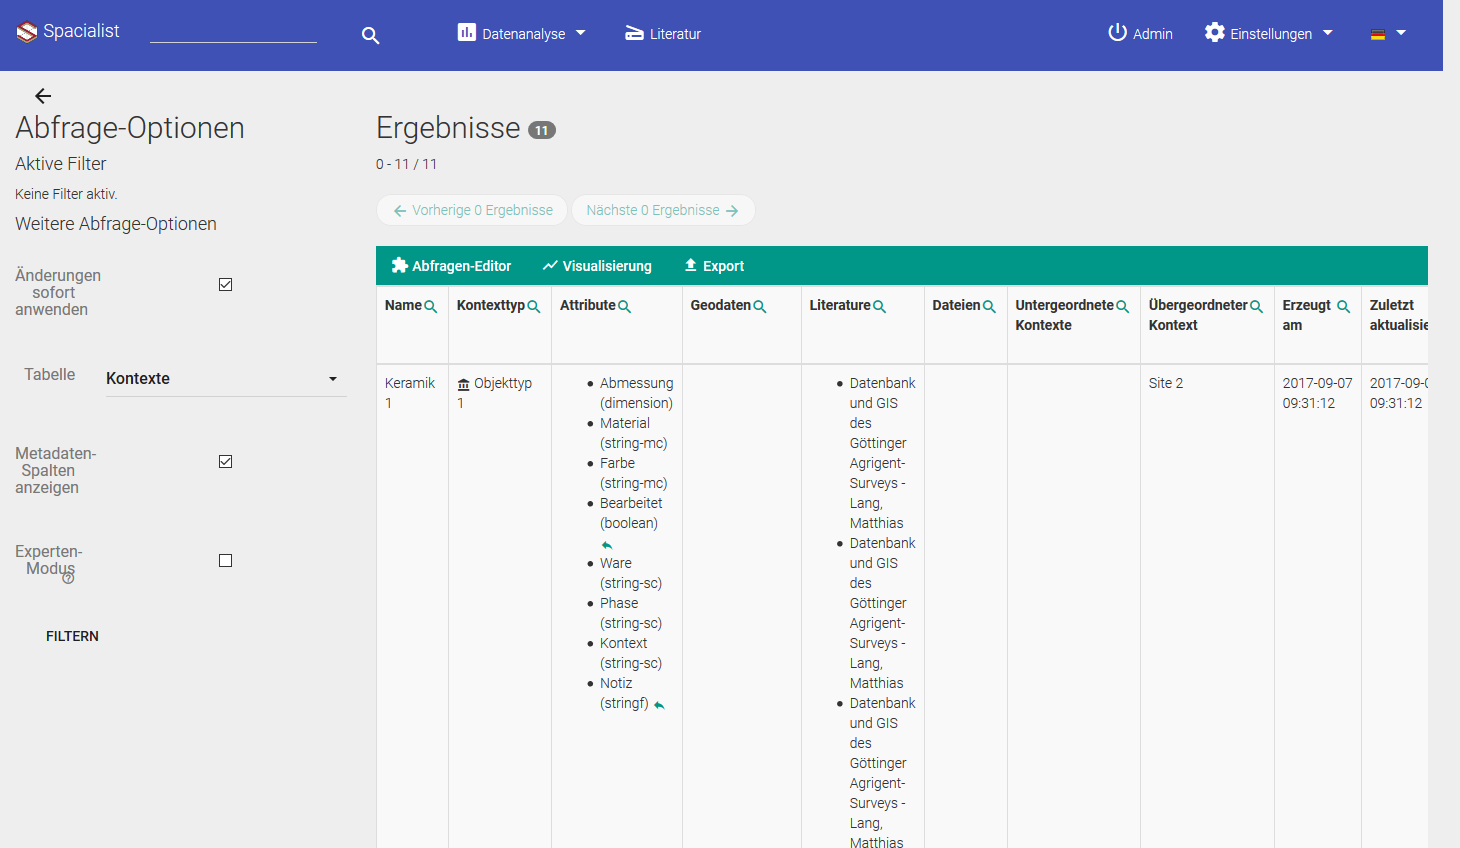 Spacialist
Datenanalyse
Literatur
Admin
Einstellungen
Abfrage-Optionen
Aktive Filter
Keine Filter aktiv.
Weitere Abfrage-Optionen
Änderungen
sofort
anwenden
Tabelle
Kontexte
Metadaten-
Spalten
anzeigen
Experten-
Modus
FILTERN
Ergebnisse 11
0 - 11 / 11
Vorherige 0 Ergebnisse
Nächste 0 Ergebnisse
Abfragen-Editor
Visualisierung
Export
Name
Kontexttyp
Attribute
Geodaten
Literature
Dateien
Untergeordnete
Kontexte
Übergeordneter
Kontext
Erzeugt
am
Zuletzt
aktualisie
Keramik
1
Objekttyp
1
Abmessung
(dimension)
Material
(string-mc)
Farbe
(string-mc)
Bearbeitet
(boolean)
Ware
(string-sc)
Phase
(string-sc)
Kontext
(string-sc)
Notiz
(stringf)
Datenbank
und GIS
des
Göttinger
Agrigent-
Surveys -
Lang,
Matthias
Datenbank
und GIS
des
Göttinger
Agrigent-
Surveys -
Lang,
Matthias
Datenbank
und GIS
des
Göttinger
Agrigent-
Surveys -
Lang,
Matthias
Site 2
2017-09-07
09:31:12
2017-09-0
09:31:12